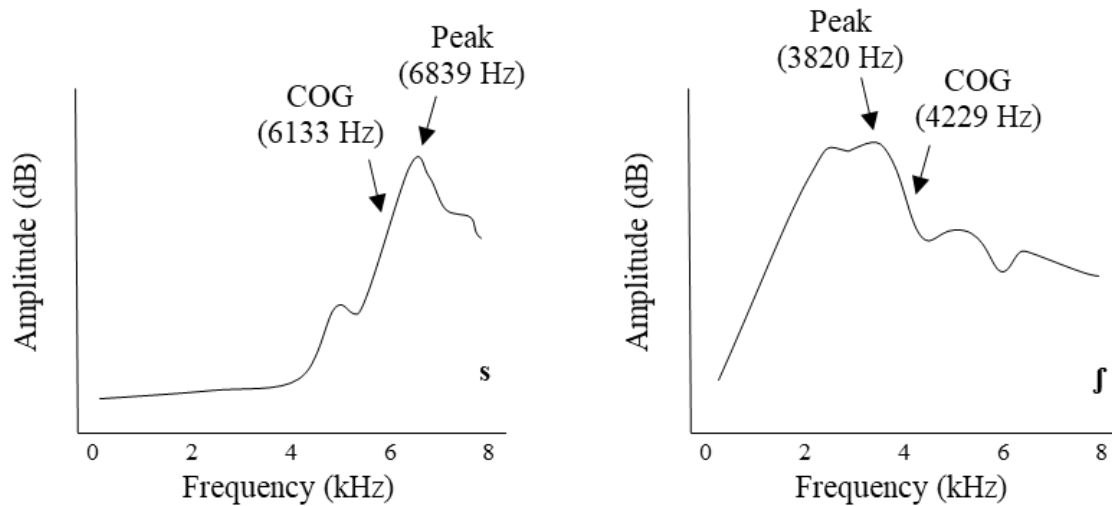 Peak
(6839 Hz)
COG
(6133 Hz)
Amplitude (dB)
s
0 2 4 6 8
Frequency (kHz)
Peak
(3820 Hz)
COG
(4229 Hz)
Amplitude (dB)
ʃ
0 2 4 6 8
Frequency (kHz)